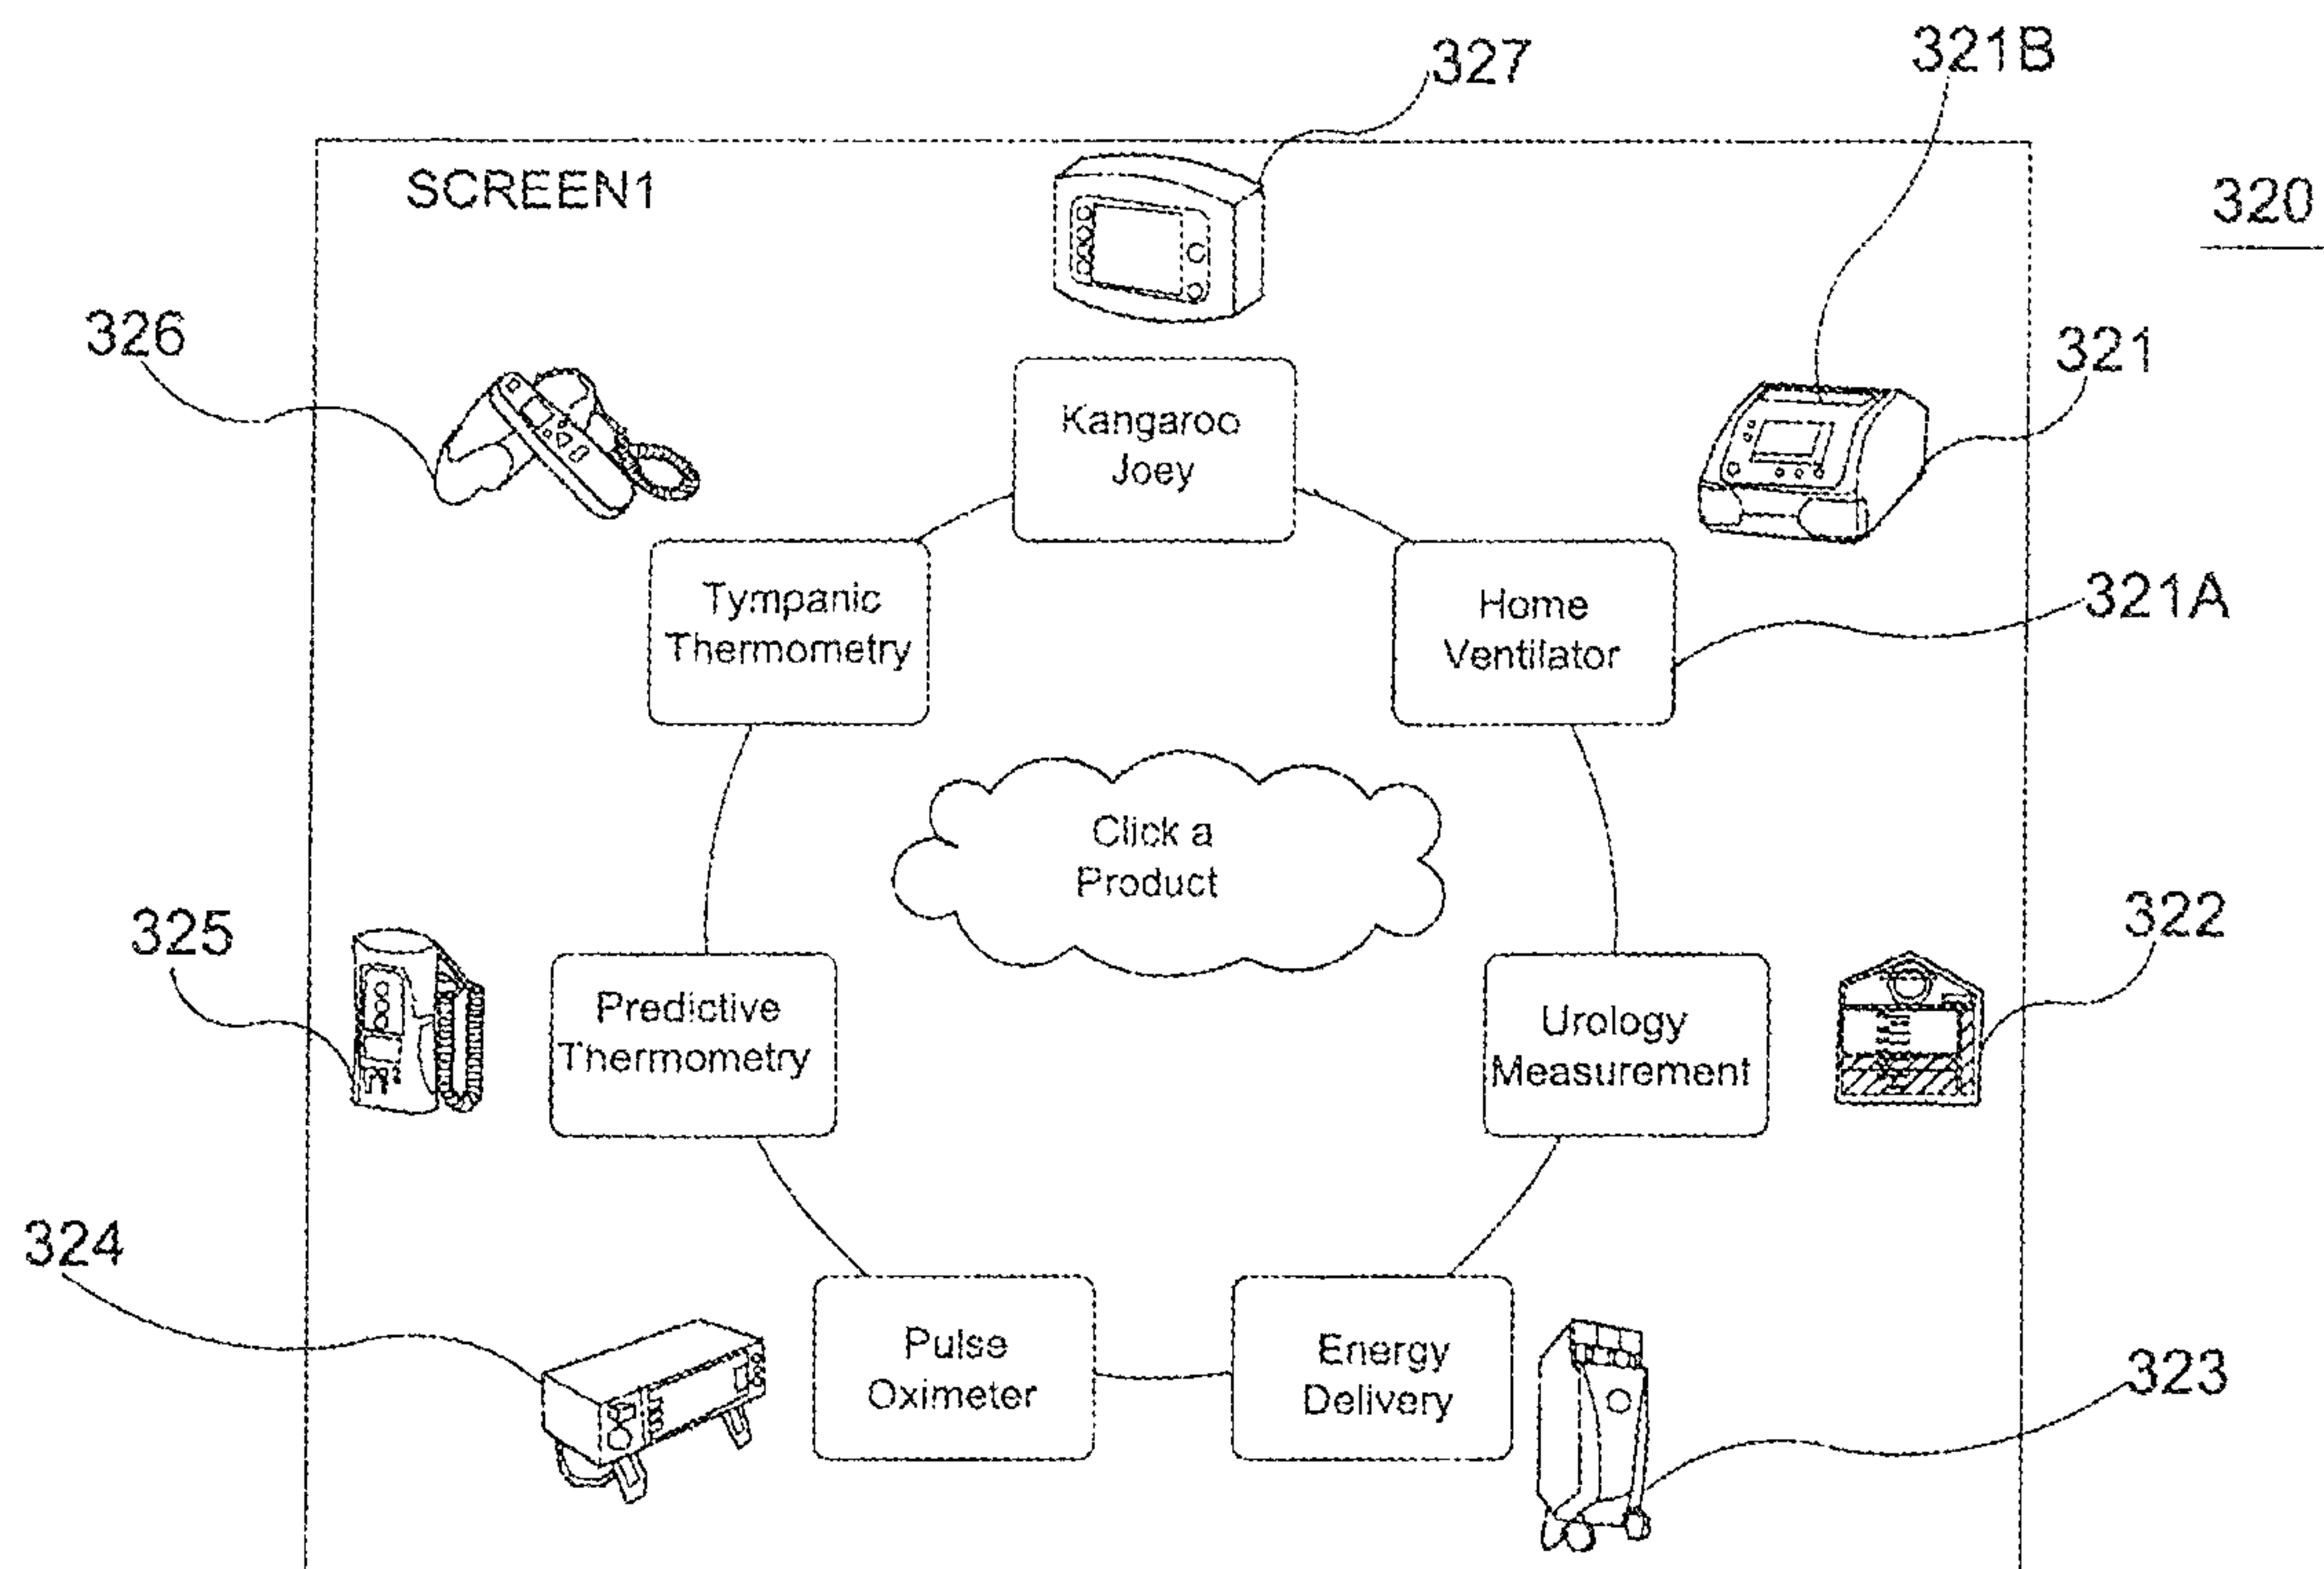 327
321B
SCREEN1
320
326
321
Kangaroo
Joey
Tympanic
Thermometry
Home
Ventilator
321A
Click a
Product
325
322
Predictive
Thermometry
Urology
Measurement
324
Pulse
Oximeter
Energy
Delivery
323